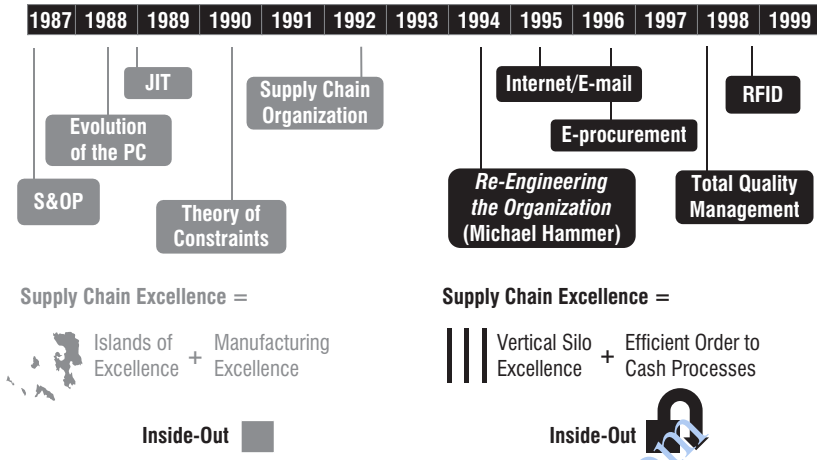 1987 1988 1989 1990 1991 1992 1993 1994 1995 1996 1997 1998 1999
JIT
Supply Chain
Organization
Internet/E-mail
RFID
Evolution
of the PC
E-procurement
S&OP
Theory of
Constraints
Re-Engineering
the Organization
(Michael Hammer)
Total Quality
Management
Supply Chain Excellence =
Islands of
Excellence
+
Manufacturing
Excellence
Inside-Out
Supply Chain Excellence =
Vertical Silo
Excellence
+
Efficient Order to
Cash Processes
Inside-Out
om